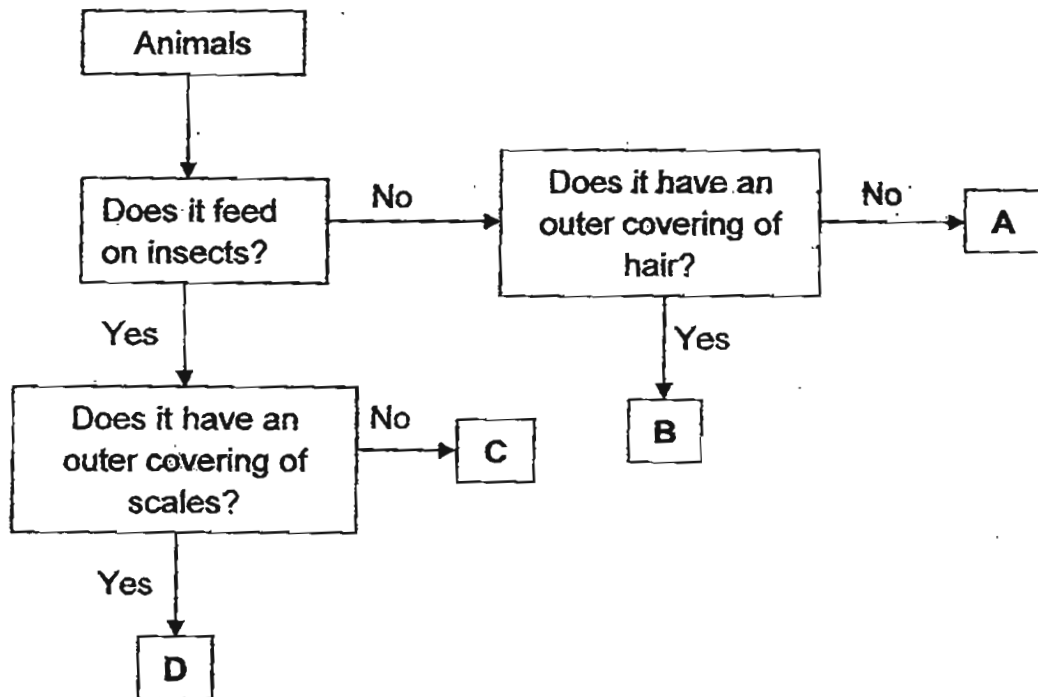 Animals
Does it feed
on insects?
No
Does it have an
outer covering of
hair?
No
A
Yes
Yes
B
Does it have an
outer covering of
scales?
No
C
Yes
D